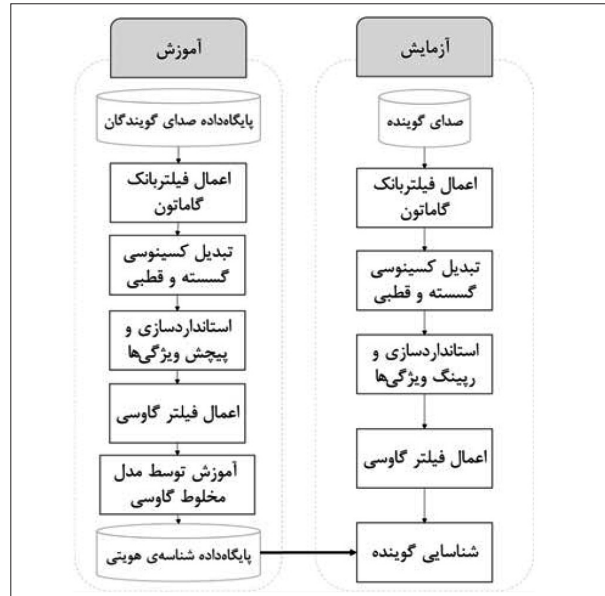 آموزش
پایگاه‌داده صدای گویندگان
اعمال فیلتربانک
گاماتون
تبدیل کسینوسی
گسسته و قطبی
استانداردسازی و
پیچش ویژگی‌ها
اعمال فیلتر گاوسی
آموزش توسط مدل
مخلوط گاوسی
پایگاه‌داده شناسه‌ی هویتی
آزمایش
صدای گوینده
اعمال فیلتربانک
گاماتون
تبدیل کسینوسی
گسسته و قطبی
استانداردسازی و
رپینگ ویژگی‌ها
اعمال فیلتر گاوسی
شناسایی گوینده